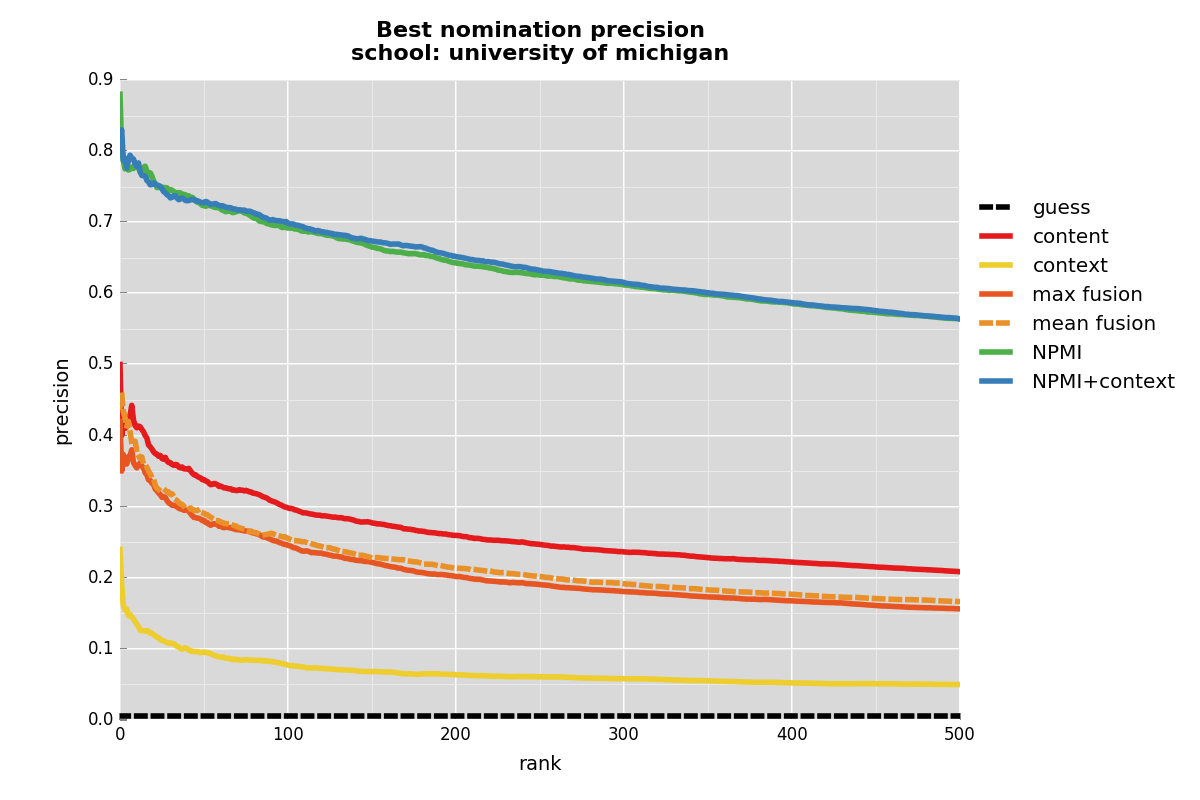 Best nomination precision
school: university of michigan
0.9
0.8
0.7
0.6
0.5
0.4
0.3
0.2
0.1
0.0
precision
0 100 200 300 400 500
rank
guess
content
context
max fusion
mean fusion
NPMI
NPMI+context